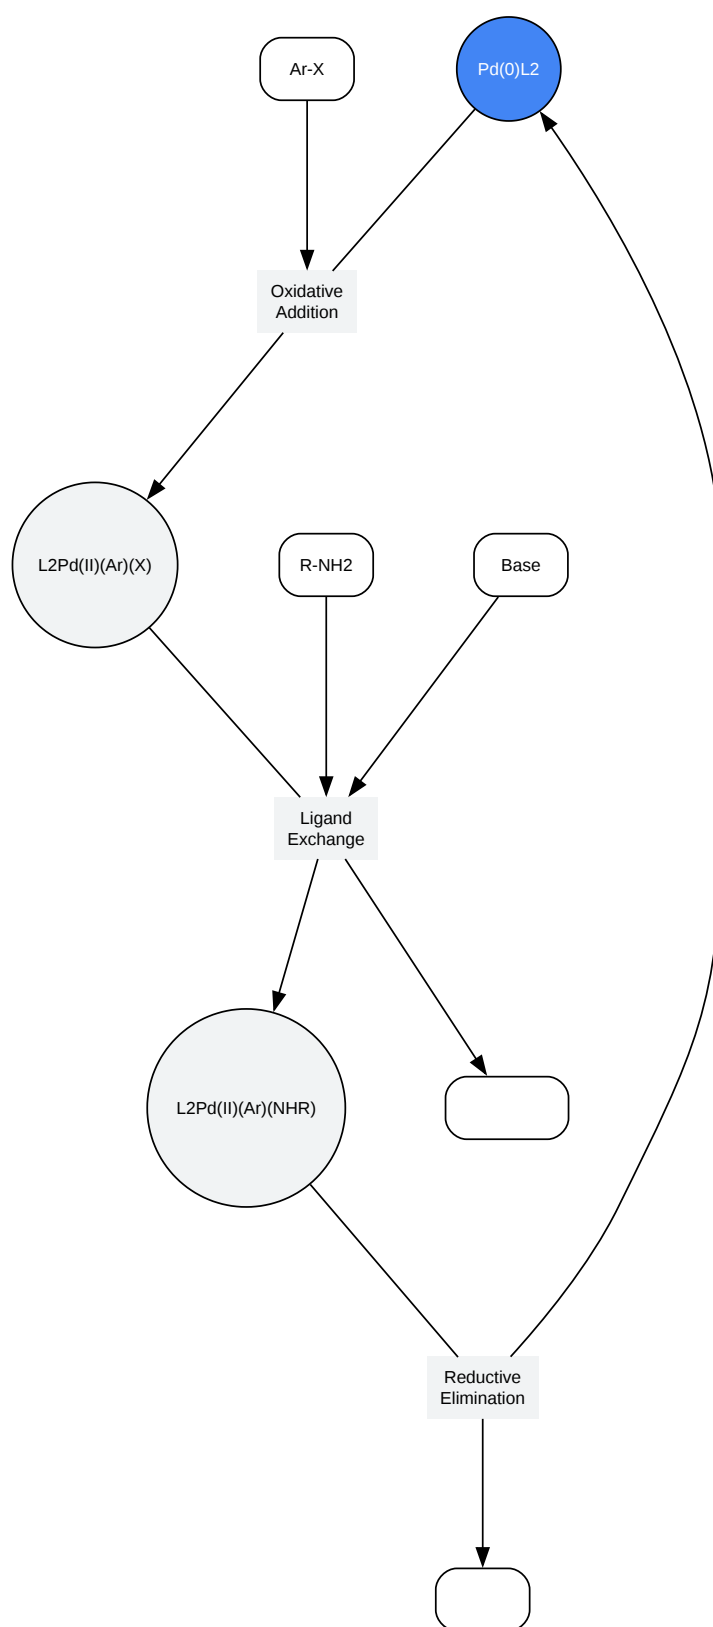 Ar-X
Pd(0)L2
Oxidative
Addition
L2Pd(II)(Ar)(X)
R-NH2
Base
Ligand
Exchange
L2Pd(II)(Ar)(NHR)
Reductive
Elimination